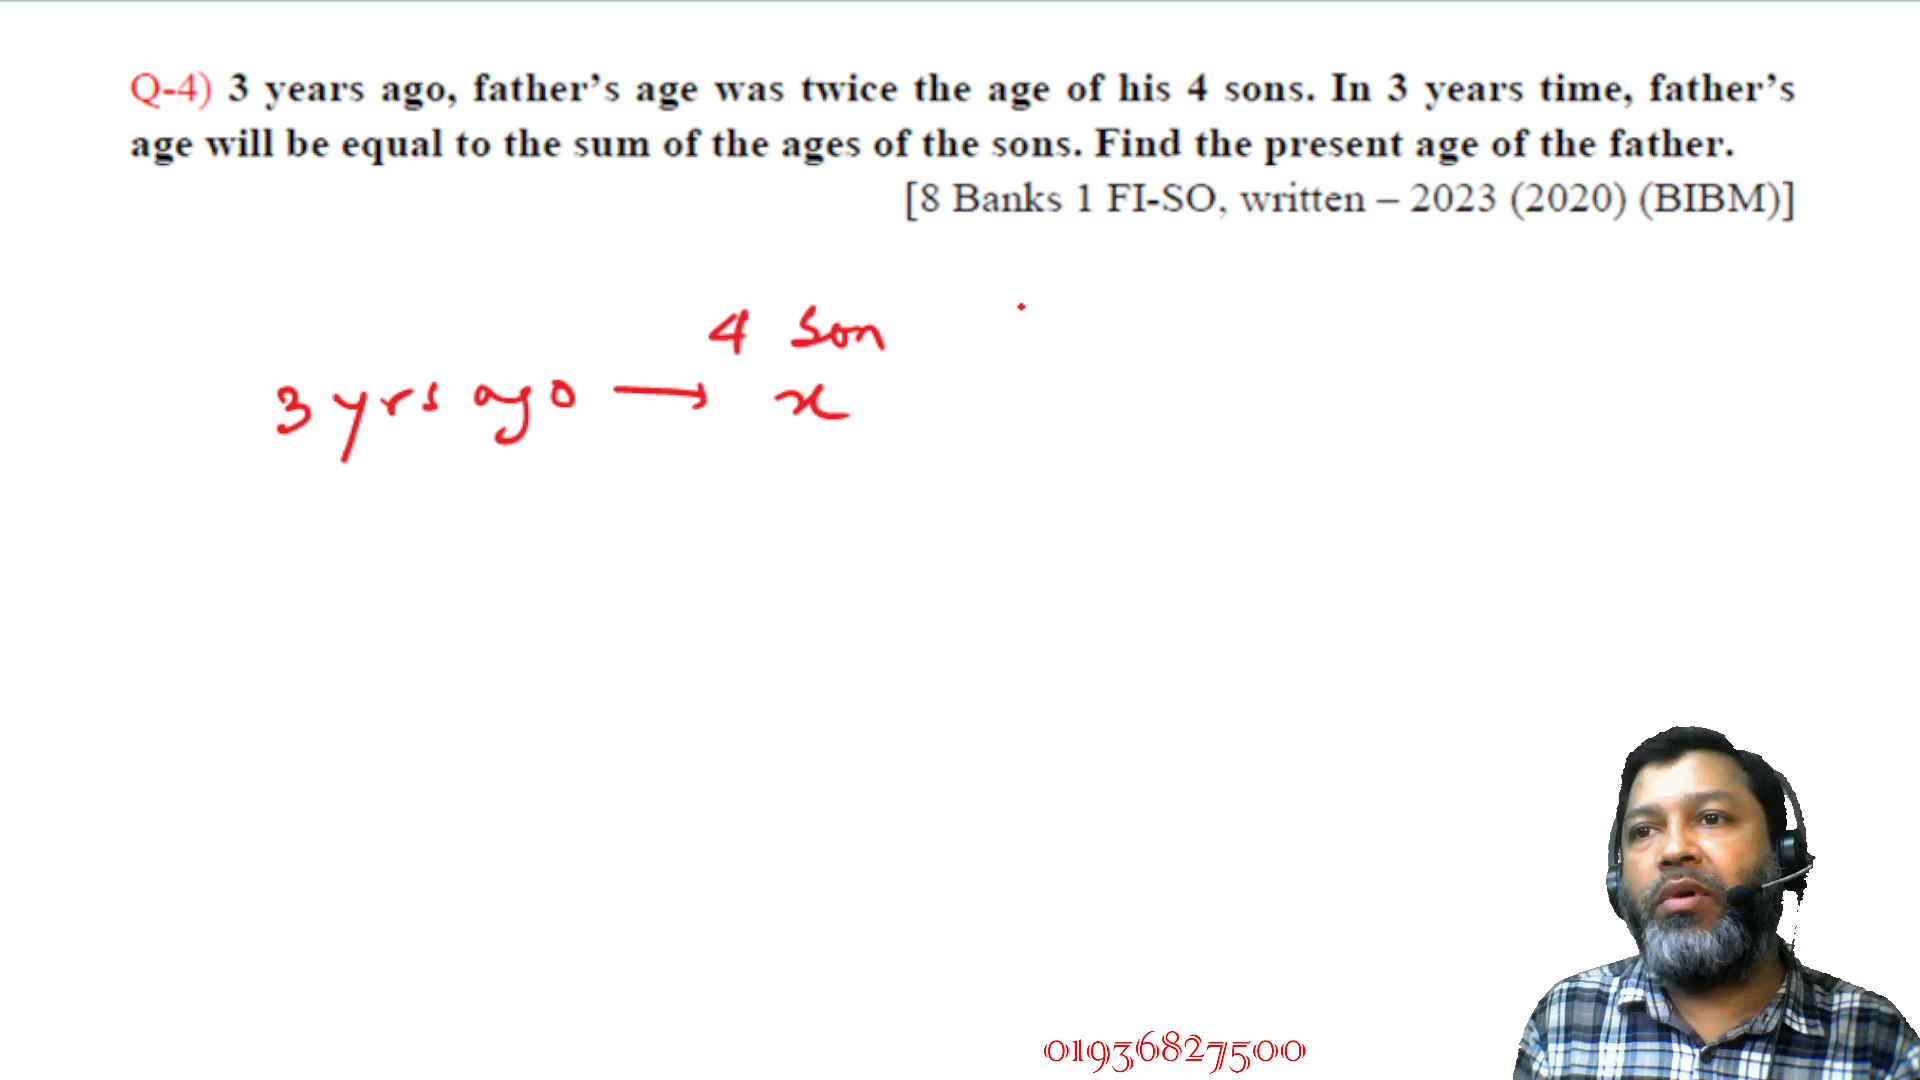 Q-4) 3 years ago, father’s age was twice the age of his 4 sons. In 3 years time, father’s
age will be equal to the sum of the ages of the sons. Find the present age of the father.
[8 Banks 1 FI-SO, written – 2023 (2020) (BIBM)]
4 son
3 yrs ago → x
01936827500